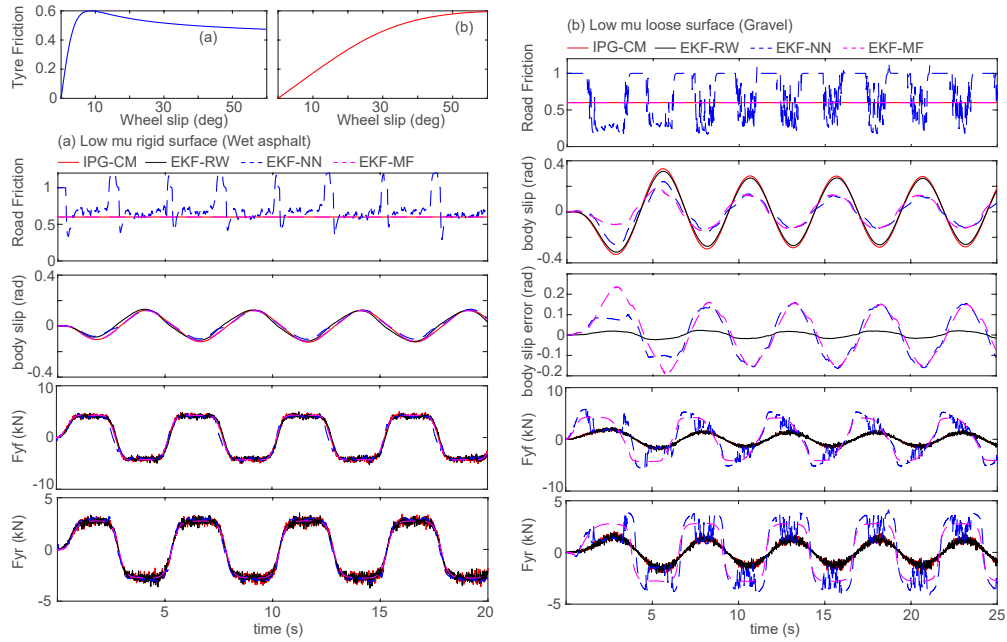 Tyre Friction
0.6
0.4
0.2
0
(a)
10
30
50
Wheel slip (deg)
(b)
10
30
50
Wheel slip (deg)
(a) Low mu rigid surface (Wet asphalt)
IPG-CM EKF-RW EKF-NN EKF-MF
Road Friction
1
0.5
0
body slip (rad)
0.4
0
-0.4
Fyf (kN)
10
0
-10
Fyr (kN)
5
0
-5
5
10
15
20
time (s)
(b) Low mu loose surface (Gravel)
IPG-CM EKF-RW EKF-NN EKF-MF
Road Friction
1
0.5
0
body slip (rad)
0.4
0
-0.4
body slip error (rad)
0.2
0.1
0
-0.1
-0.2
Fyf (kN)
10
0
-10
Fyr (kN)
5
0
-5
5
10
15
20
25
time (s)